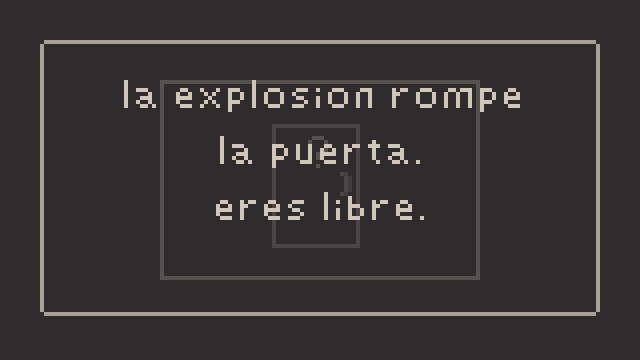 la explosion rompe
la puerta.
eres libre.